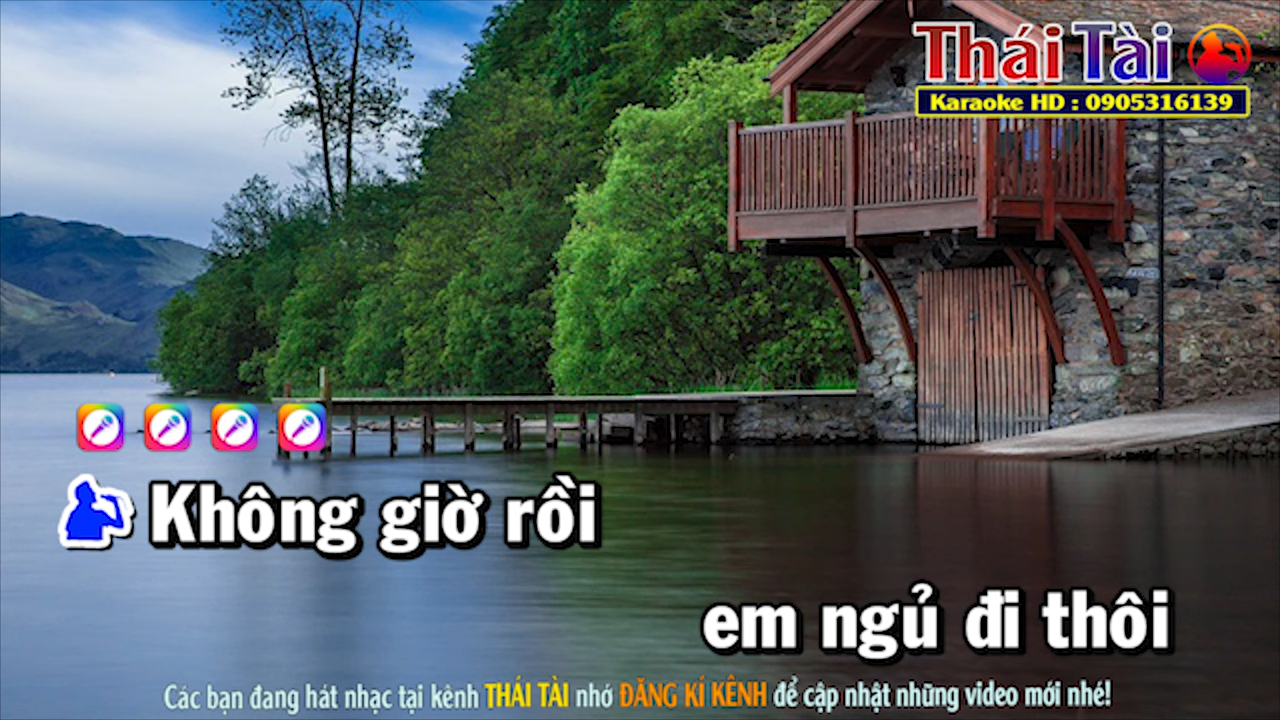 Thái Tài
Karaoke HD : 0905316139
Không giờ rồi
em ngủ đi thôi
Các bạn đang hát nhạc tại kênh THÁI TÀI nhớ ĐĂNG KÍ KÊNH để cập nhật những video mới nhé!